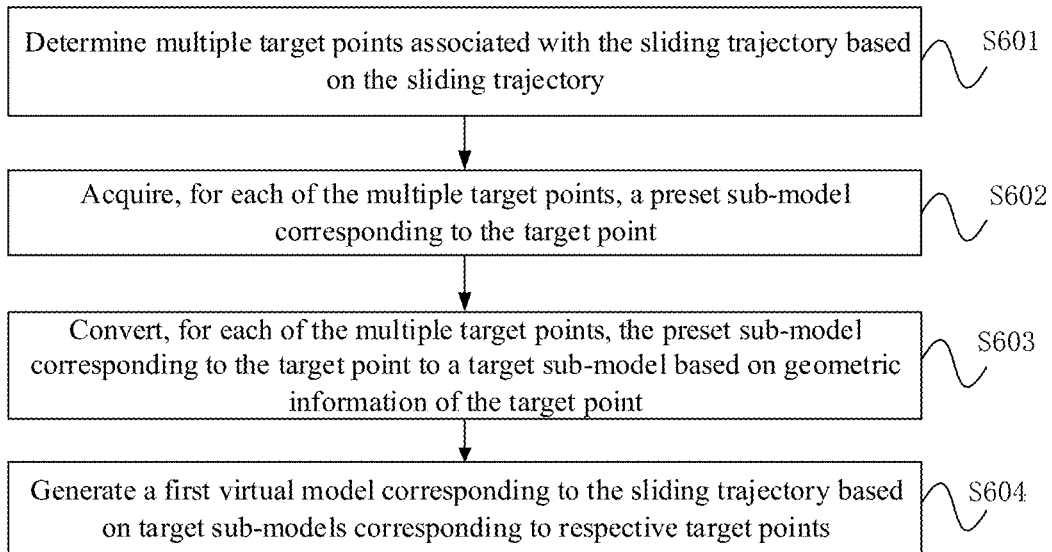 Determine multiple target points associated with the sliding trajectory based
on the sliding trajectory
S601
Acquire, for each of the multiple target points, a preset sub-model
corresponding to the target point
S602
Convert, for each of the multiple target points, the preset sub-model
corresponding to the target point to a target sub-model based on geometric
information of the target point
S603
Generate a first virtual model corresponding to the sliding trajectory based
on target sub-models corresponding to respective target points
S604